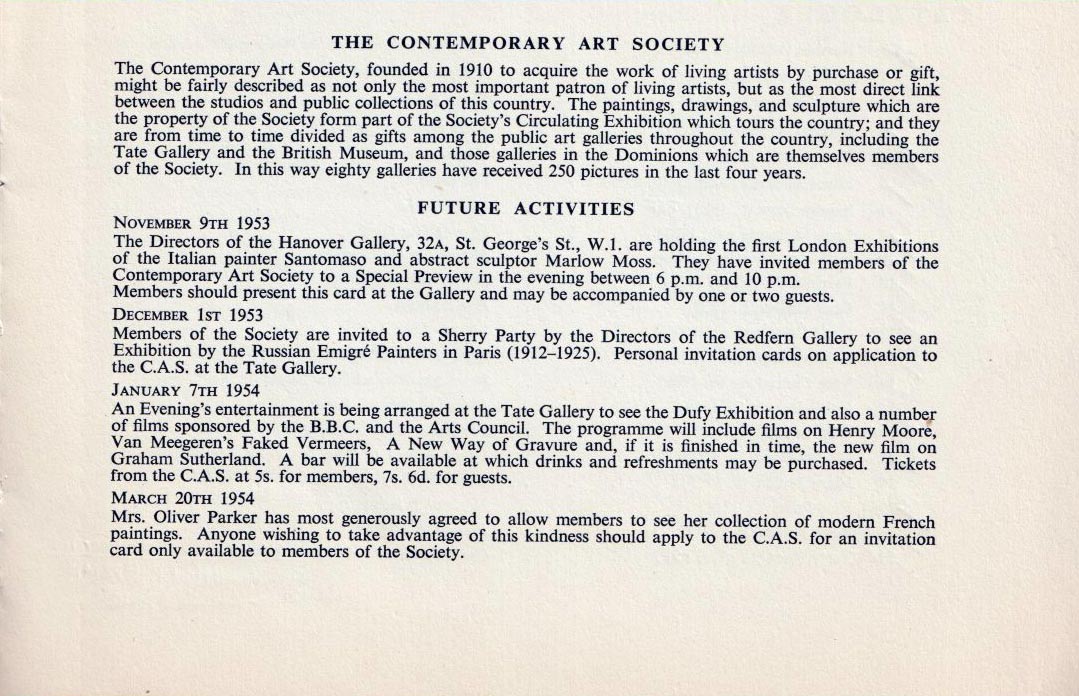 THE CONTEMPORARY ART SOCIETY
The Contemporary Art Society, founded in 1910 to acquire the work of living artists by purchase or gift,
might be fairly described as not only the most important patron of living artists, but as the most direct link
between the studios and public collections of this country. The paintings, drawings, and sculpture which are
the property of the Society form part of the Society's Circulating Exhibition which tours the country; and they
are from time to time divided as gifts among the public art galleries throughout the country, including the
Tate Gallery and the British Museum, and those galleries in the Dominions which are themselves members
of the Society. In this way eighty galleries have received 250 pictures in the last four years.
FUTURE ACTIVITIES
NOVEMBER 9TH 1953
The Directors of the Hanover Gallery, 32A, St. George's St., W.1. are holding the first London Exhibitions
of the Italian painter Santomaso and abstract sculptor Marlow Moss. They have invited members of the
Contemporary Art Society to a Special Preview in the evening between 6 p.m. and 10 p.m.
Members should present this card at the Gallery and may be accompanied by one or two guests.
DECEMBER 1ST 1953
Members of the Society are invited to a Sherry Party by the Directors of the Redfern Gallery to see an
Exhibition by the Russian Emigré Painters in Paris (1912–1925). Personal invitation cards on application to
the C.A.S. at the Tate Gallery.
JANUARY 7TH 1954
An Evening's entertainment is being arranged at the Tate Gallery to see the Dufy Exhibition and also a number
of films sponsored by the B.B.C. and the Arts Council. The programme will include films on Henry Moore,
Van Meegeren's Faked Vermeers, A New Way of Gravure and, if it is finished in time, the new film on
Graham Sutherland. A bar will be available at which drinks and refreshments may be purchased. Tickets
from the C.A.S. at 5s. for members, 7s. 6d. for guests.
MARCH 20TH 1954
Mrs. Oliver Parker has most generously agreed to allow members to see her collection of modern French
paintings. Anyone wishing to take advantage of this kindness should apply to the C.A.S. for an invitation
card only available to members of the Society.